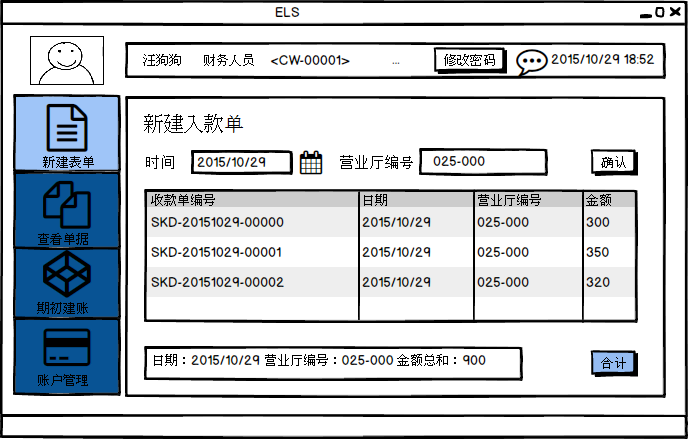 ELS
汪狗狗 财务人员 <CW-00001> ... 修改密码 2015/10/29 18:52
新建表单
查看单据
期初建账
账户管理
新建入款单
时间 2015/10/29 营业厅编号 025-000 确认
收款单编号 日期 营业厅编号 金额
SKD-20151029-00000 2015/10/29 025-000 300
SKD-20151029-00001 2015/10/29 025-000 350
SKD-20151029-00002 2015/10/29 025-000 320
日期：2015/10/29 营业厅编号：025-000 金额总和：900 合计